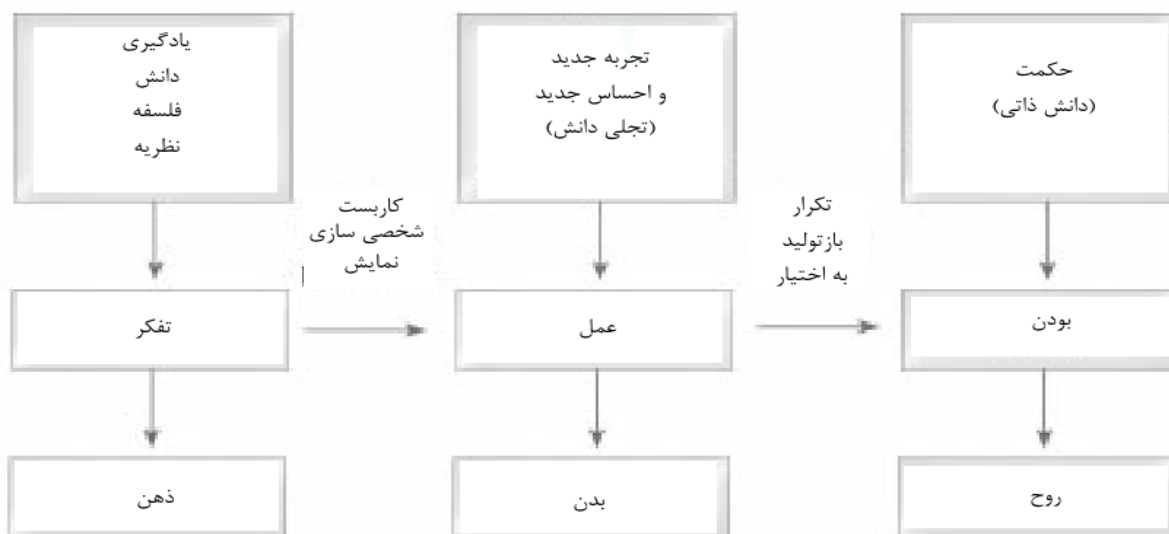 یادگیری
دانش
فلسفه
نظریه
تجربه جدید
و احساس جدید
(تجلی دانش)
حکمت
(دانش ذاتی)
کاربست
شخصی سازی
نمایش
تکرار
بازتولید
به اختیار
تفکر
عمل
بودن
ذهن
بدن
روح